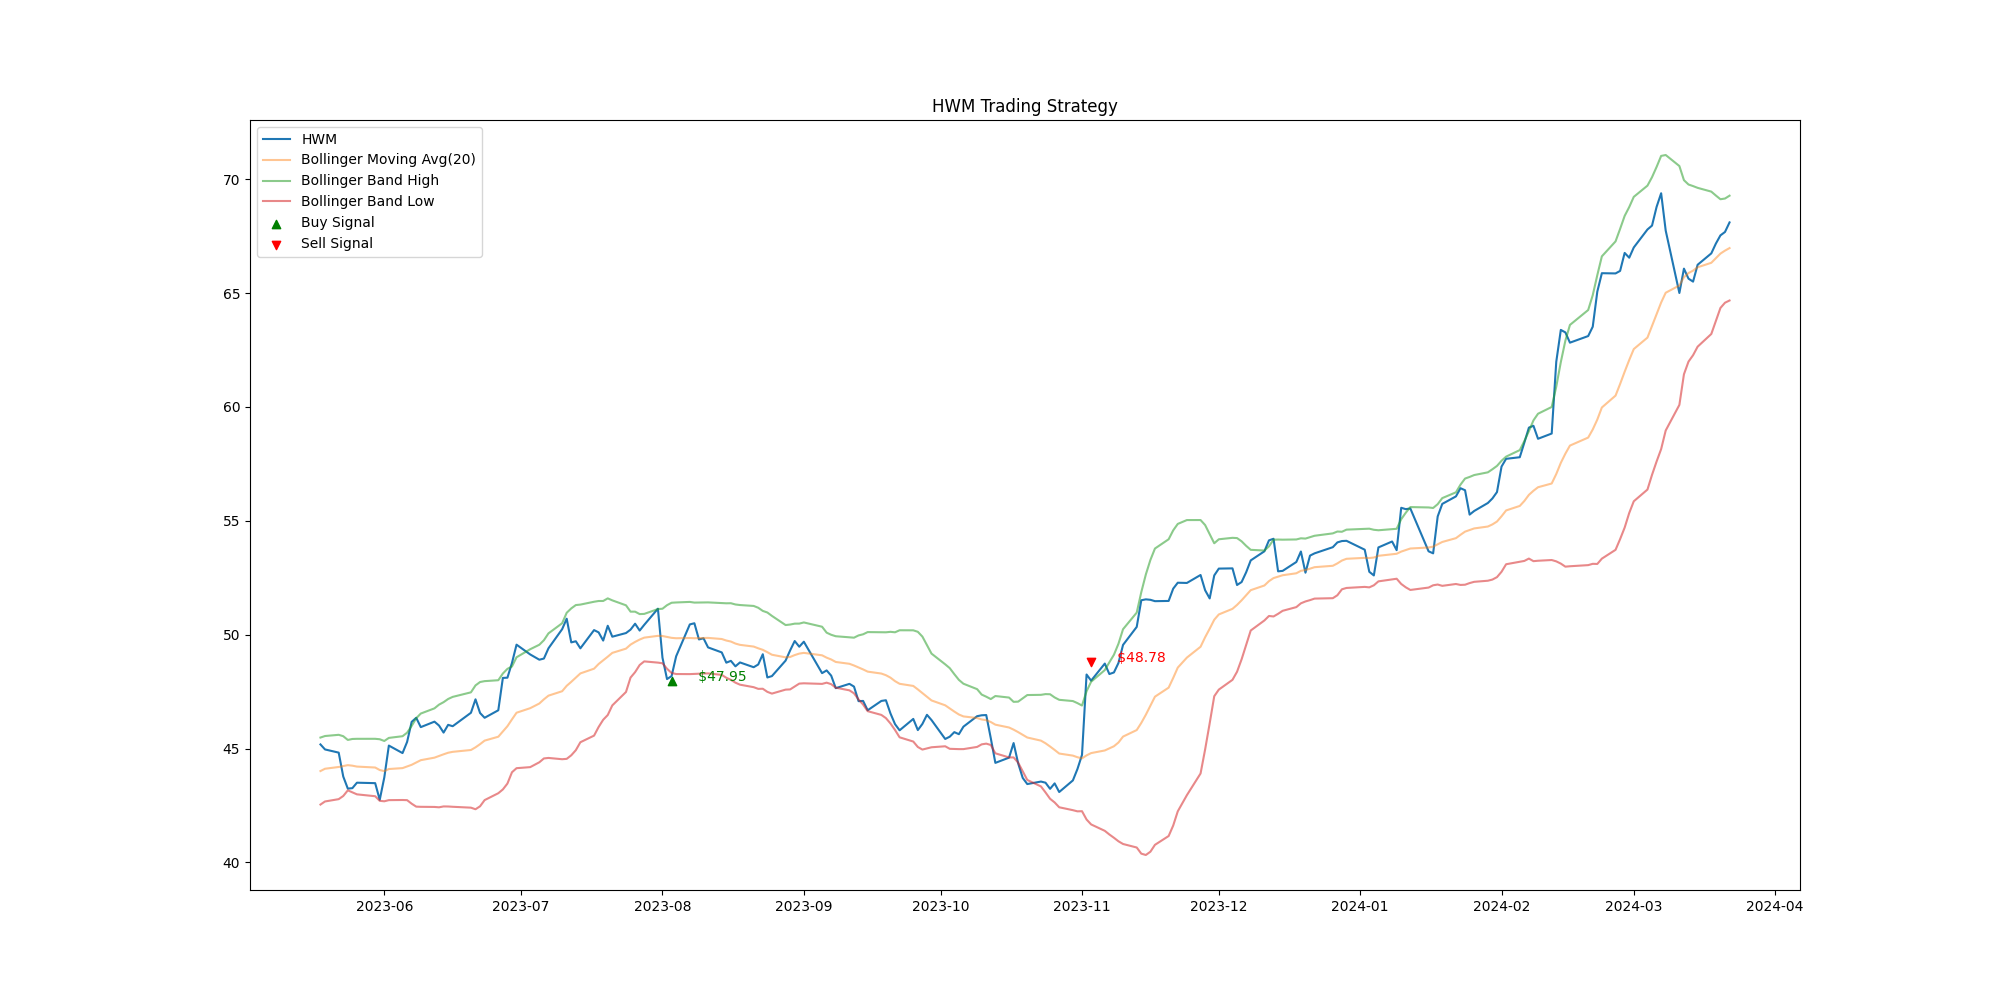 HWM Trading Strategy
HWM
Bollinger Moving Avg(20)
Bollinger Band High
Bollinger Band Low
Buy Signal
Sell Signal
70
65
60
55
50
45
40
$47.95
$48.78
2023-06 2023-07 2023-08 2023-09 2023-10 2023-11 2023-12 2024-01 2024-02 2024-03 2024-04